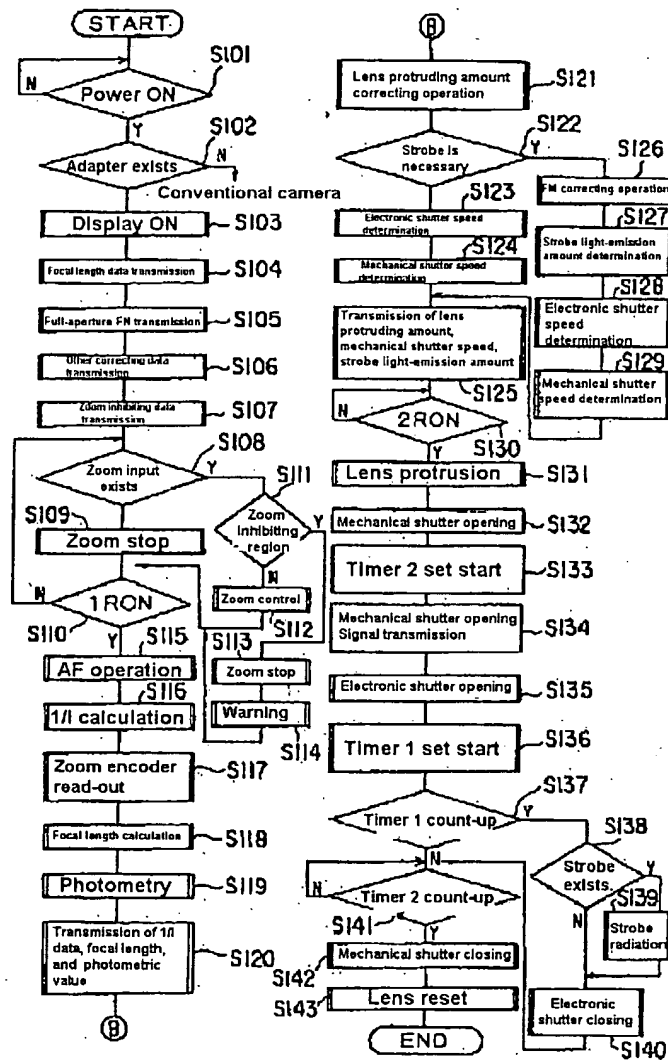 START
S101
N
Power ON
Y
S102
Adapter exists
N
Conventional camera
Display ON
S103
Focal length data transmission
S104
Full-aperture FN transmission
S105
Other correcting data
transmission
S106
Zoom inhibiting data
transmission
S107
S108
Zoom input
exists
Y
S111
S109
Zoom stop
Zoom
inhibiting
region
Y
N
N
1 RON
S110
Y
Zoom control
S112
S115
AF operation
S113
Zoom stop
S116
1/l calculation
Warning
S114
Zoom encoder
read-out
S117
Focal length calculation
S118
Photometry
S119
Transmission of 1/l
data, focal length,
and photometric
value
S120
B
B
Lens protruding amount
correcting operation
S121
S122
Strobe is
necessary
Y
S126
FM correcting operation
S123
Electronic shutter speed
determination
S127
Strobe light-emission
amount determination
S124
Mechanical shutter speed
determination
S128
Electronic shutter
speed
determination
Transmission of lens
protruding amount,
mechanical shutter speed,
strobe light-emission amount
S129
Mechanical shutter
speed determination
S125
N
2 RON
S130
Y
Lens protrusion
S131
Mechanical shutter opening
S132
Timer 2 set start
S133
Mechanical shutter opening
Signal transmission
S134
Electronic shutter opening
S135
Timer 1 set start
S136
S137
Timer 1 count-up
Y
S138
N
Strobe
exists.
Y
N
Timer 2 count-up
S139
N
S141
Y
Strobe
radiation
Mechanical shutter closing
S142
Lens reset
S143
Electronic
shutter closing
S140
END